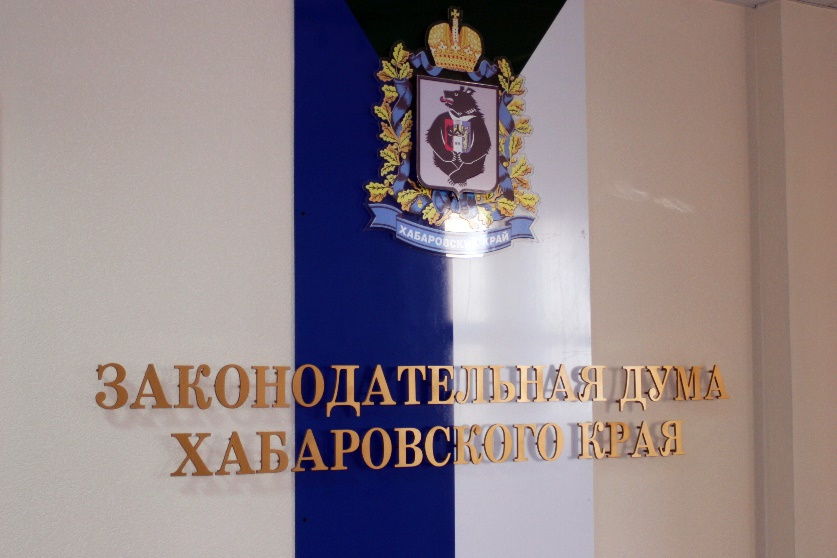 ХАБАРОВСКИЙ КРАЙ
ЗАКОНОДАТЕЛЬНАЯ ДУМА
ХАБАРОВСКОГО КРАЯ